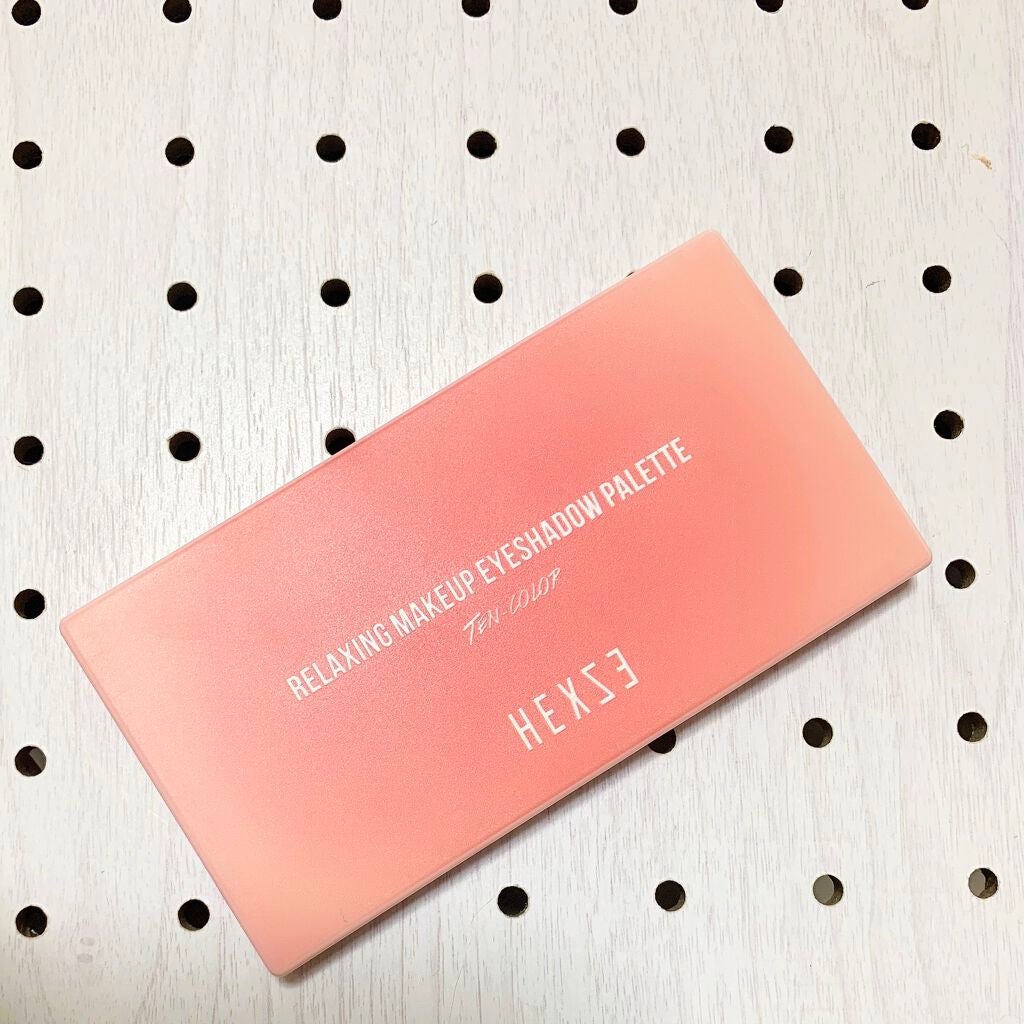 RELAXING MAKEUP EYESHADOW PALETTE
TEN-COLOR
HEXZE